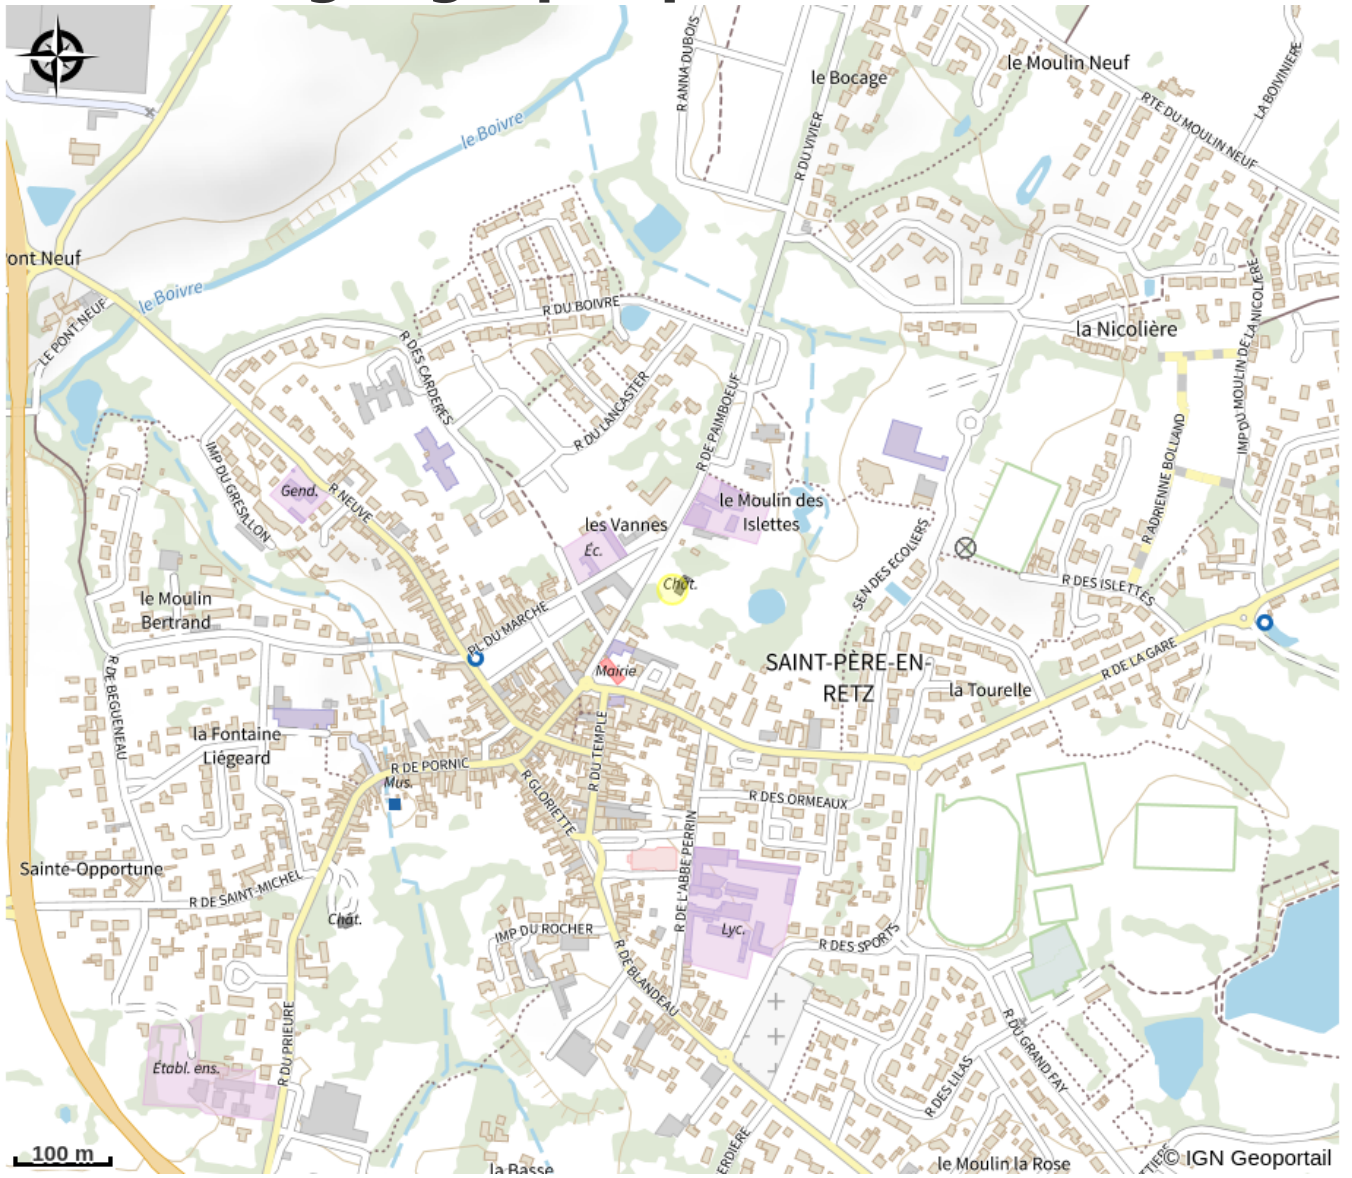 R ANNA DUBOIS
le Bocage
le Moulin Neuf
RTE DU MOULIN NEUF
LA BOIVINIERE
le Boivre
R DU VIVIER
ont Neuf
le Boivre
LE PONT NEUF
R DU BOIVRE
R DES CARDERES
R DU LANCASTER
R DE PAIMBOEUF
la Nicolière
IMP DU MOULIN DE LA NICOLIERE
R ADRIENNE BOLLAND
IMP DU GRESILLON
Gend.
R NEUVE
les Vannes
Éc.
le Moulin des
Islettes
Chât.
SEN DES ECOLIERS
R DES ISLETTES
le Moulin
Bertrand
PL DU MARCHE
Mairie
SAINT-PÈRE-EN-
RETZ
la Tourelle
R DE LA GARE
R DE BEGUENEAU
la Fontaine
Liégeard
R DE PORNIC
Mus.
R GLORIETTE
R DU TEMPLE
R DES ORMEAUX
R DE L'ABBE PERRIN
Sainte-Opportune
R DE SAINT-MICHEL
Chât.
IMP DU ROCHER
R DE BLANDEAU
Lyc.
R DES SPORTS
R DU PRIEURE
Établ. ens.
R DES LILAS
R DU GRAND FAY
100 m
la Basse
ERDIERE
le Moulin la Rose
TTIERE
© IGN Geoportail